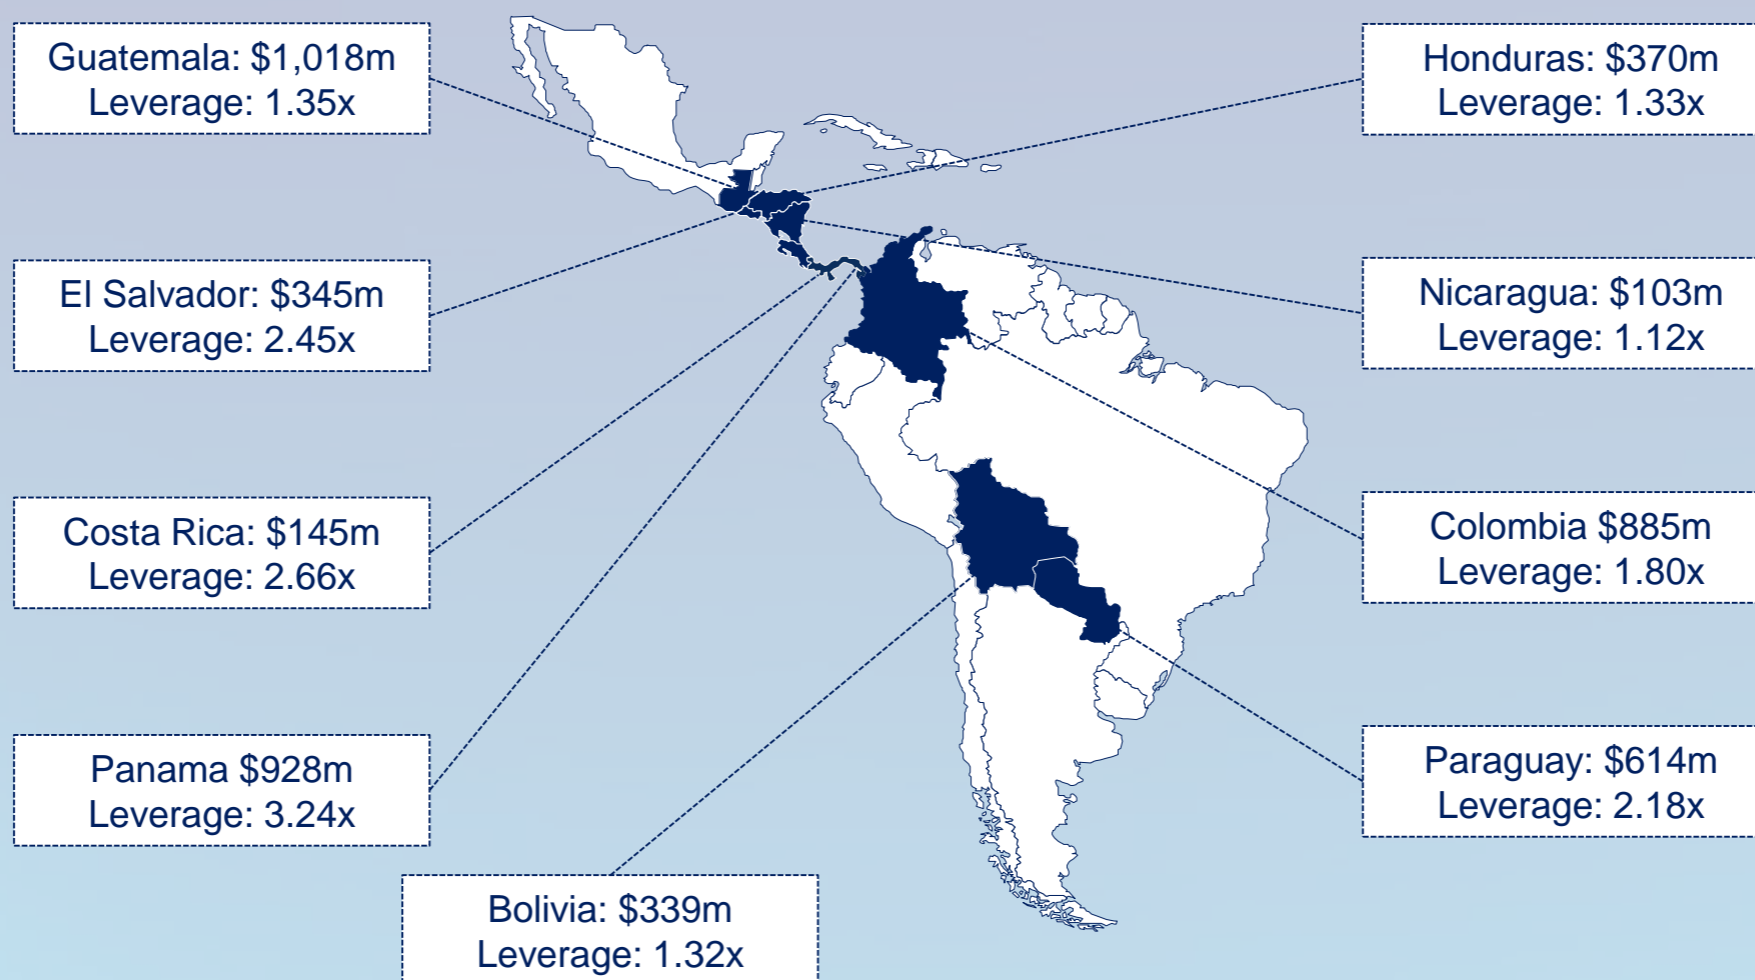 Guatemala: $1,018m
Leverage: 1.35x
Honduras: $370m
Leverage: 1.33x
El Salvador: $345m
Leverage: 2.45x
Nicaragua: $103m
Leverage: 1.12x
Costa Rica: $145m
Leverage: 2.66x
Colombia $885m
Leverage: 1.80x
Panama $928m
Leverage: 3.24x
Paraguay: $614m
Leverage: 2.18x
Bolivia: $339m
Leverage: 1.32x